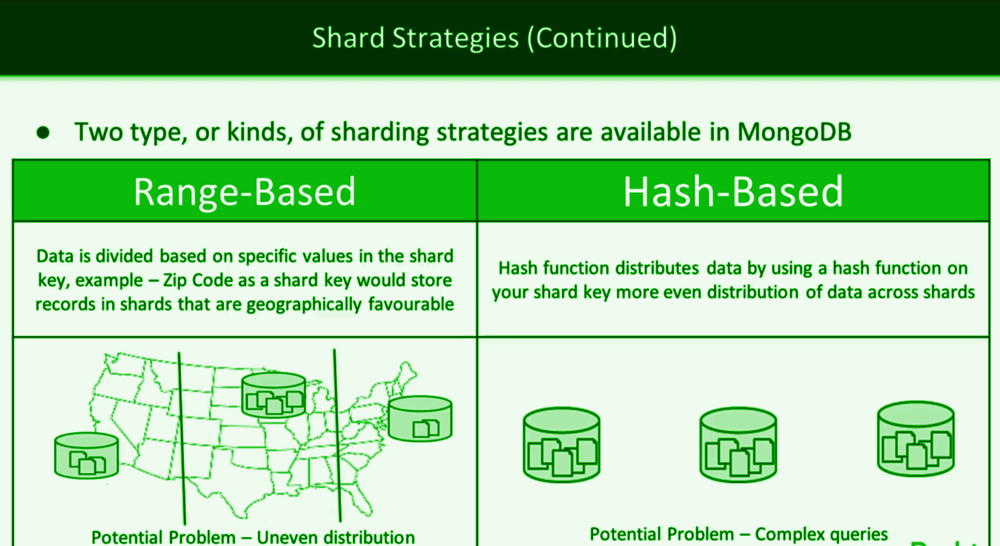 Shard Strategies (Continued)
● Two type, or kinds, of sharding strategies are available in MongoDB
Range-Based
Hash-Based
Data is divided based on specific values in the shard
key, example – Zip Code as a shard key would store
records in shards that are geographically favourable
Hash function distributes data by using a hash function on
your shard key more even distribution of data across shards
Potential Problem – Uneven distribution
Potential Problem – Complex queries